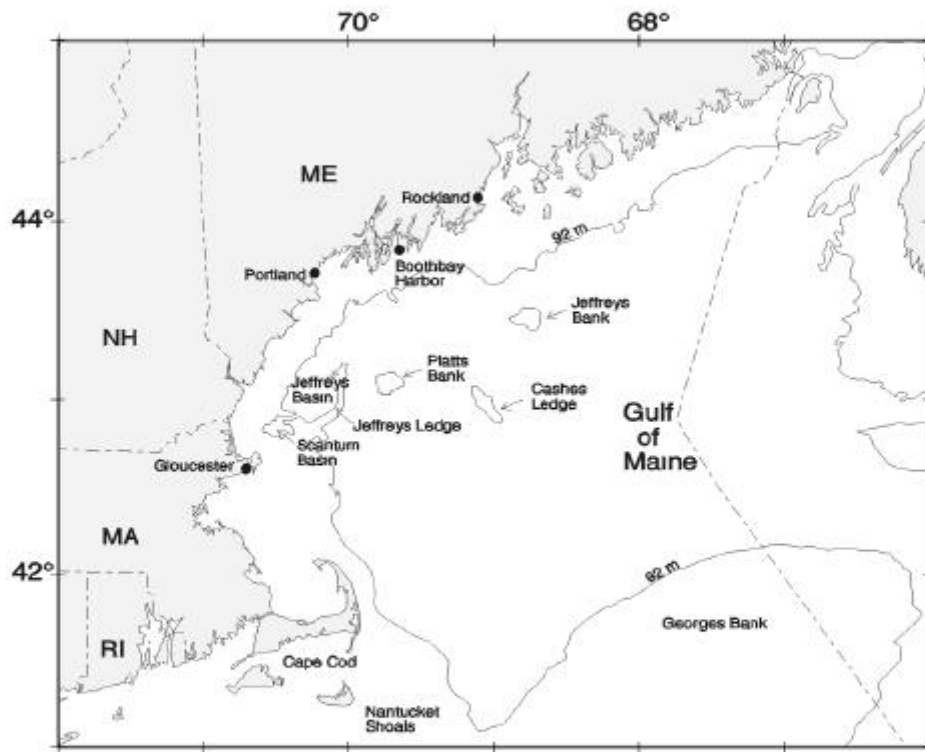 70°
68°
ME
Rockland
44°
92 m
Boothbay
Harbor
Portland
Jeffreys
Bank
NH
Platts
Bank
Jeffreys
Basin
Cashes
Ledge
Gulf
of
Maine
Jeffreys Ledge
Scantum
Basin
Gloucester
MA
42°
92 m
Georges Bank
RI
Cape Cod
Nantucket
Shoals